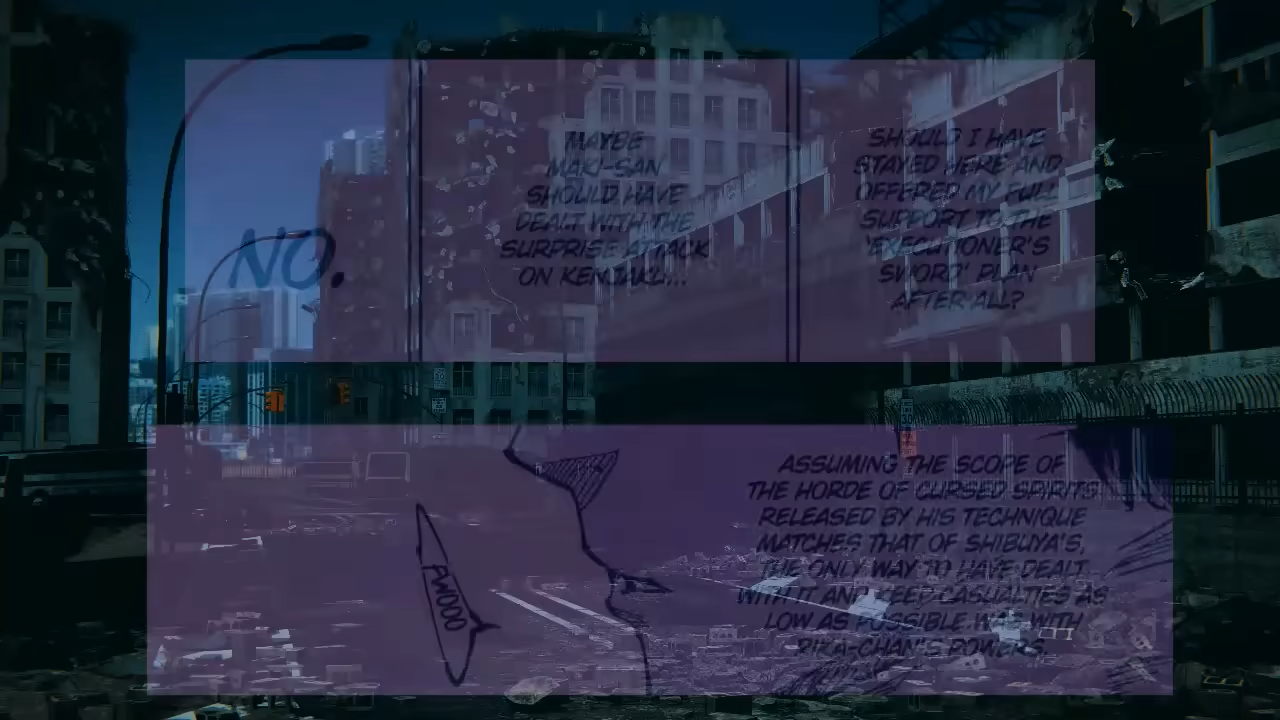 NO.
MAYBE
MAKI-SAN
SHOULD HAVE
DEALT WITH THE
SURPRISE ATTACK
ON KENJAKU...
SHOULD I HAVE
STAYED HERE AND
OFFERED MY FULL
SUPPORT TO THE
'EXECUTIONER'S
SWORD' PLAN
AFTER ALL?
FWOOO
ASSUMING THE SCOPE OF
THE HORDE OF CURSED SPIRITS
RELEASED BY HIS TECHNIQUE
MATCHES THAT OF SHIBUYA'S,
THE ONLY WAY TO HAVE DEALT
WITH IT AND KEEP CASUALTIES AS
LOW AS POSSIBLE WAS WITH
RIKA-CHAN'S POWERS.